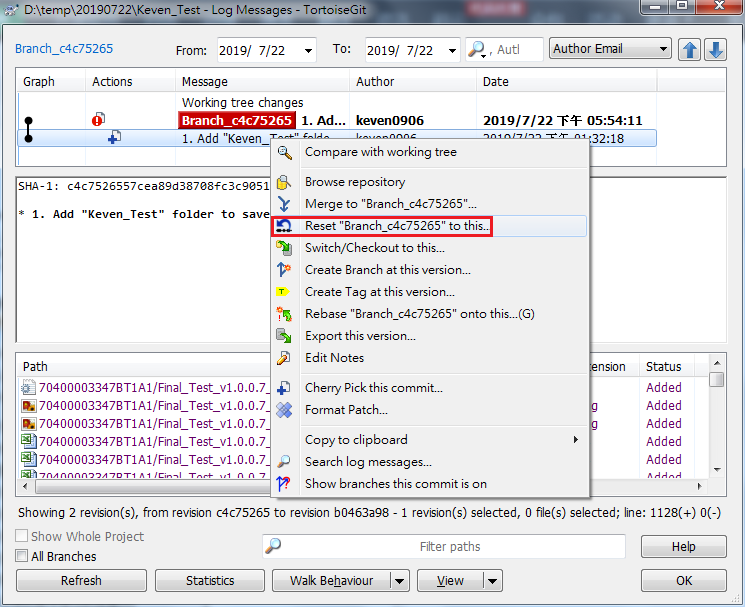 D:\temp\20190722\Keven_Test - Log Messages - TortoiseGit
Branch_c4c75265 From: 2019/ 7/22 To: 2019/ 7/22 , Autl Author Email
Graph Actions Message Author Date
Working tree changes
Branch_c4c75265 1. Ad... keven0906 2019/7/22 下午 05:54:11
1. Add "Keven_Test" folde keven0906 2019/7/22 下午 01:32:18
SHA-1: c4c7526557cea89d38708fc3c9051
* 1. Add "Keven_Test" folder to save
Compare with working tree
Browse repository
Merge to "Branch_c4c75265"...
Reset "Branch_c4c75265" to this...
Switch/Checkout to this...
Create Branch at this version...
Create Tag at this version...
Rebase "Branch_c4c75265" onto this...(G)
Export this version...
Edit Notes
Cherry Pick this commit...
Format Patch...
Copy to clipboard
Search log messages...
Show branches this commit is on
Path ension Status
70400003347BT1A1/Final_Test_v1.0.0.7_ Added
70400003347BT1A1/Final_Test_v1.0.0.7_ g Added
70400003347BT1A1/Final_Test_v1.0.0.7_ g Added
70400003347BT1A1/Final_Test_v1.0.0.7_ Added
70400003347BT1A1/Final_Test_v1.0.0.7_ Added
70400003347BT1A1/Final_Test_v1.0.0.7_ Added
Showing 2 revision(s), from revision c4c75265 to revision b0463a98 - 1 revision(s) selected, 0 file(s) selected; line: 1128(+) 0(-)
Show Whole Project
All Branches
Filter paths
Help
Refresh Statistics Walk Behaviour View OK